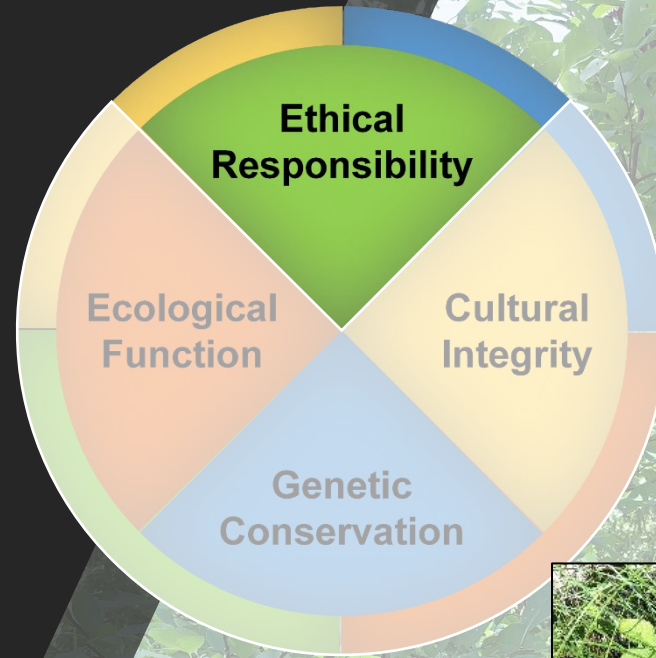 Ethical
Responsibility
Ecological
Function
Cultural
Integrity
Genetic
Conservation